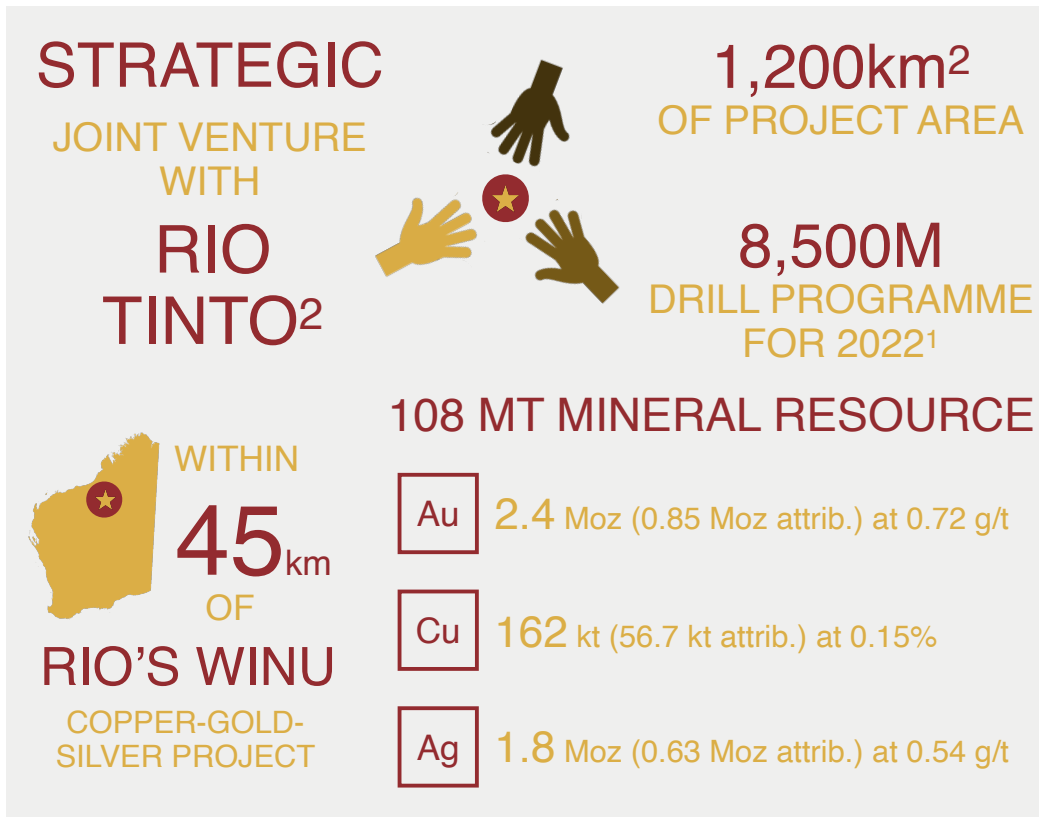 STRATEGIC
JOINT VENTURE
WITH
RIO
TINTO²
1,200km²
OF PROJECT AREA
8,500M
DRILL PROGRAMME
FOR 2022¹
WITHIN
45km
OF
RIO'S WINU
COPPER-GOLD-
SILVER PROJECT
108 MT MINERAL RESOURCE
Au 2.4 Moz (0.85 Moz attrib.) at 0.72 g/t
Cu 162 kt (56.7 kt attrib.) at 0.15%
Ag 1.8 Moz (0.63 Moz attrib.) at 0.54 g/t